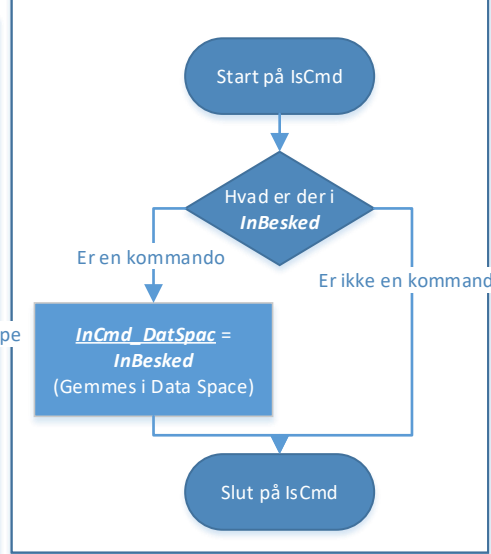 Start på IsCmd
Hvad er der i
InBesked
Er en kommando
Er ikke en kommand
pe
InCmd_DatSpac =
InBesked
(Gemmes i Data Space)
Slut på IsCmd